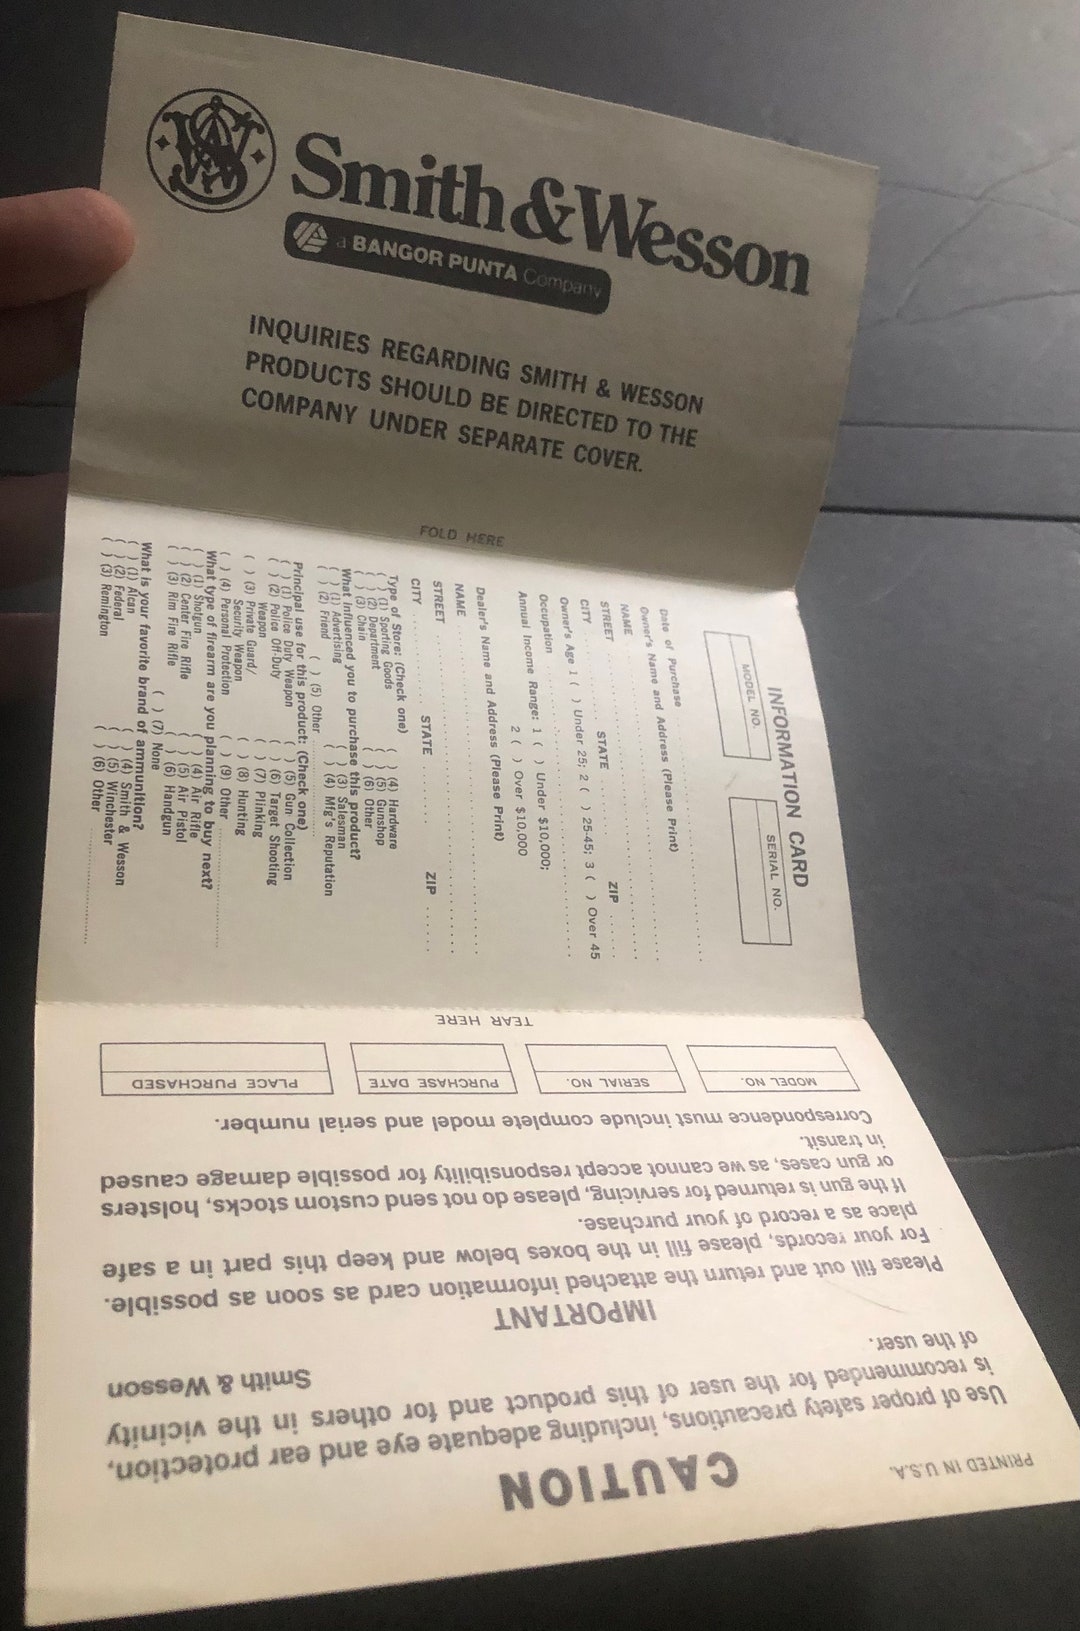 Smith & Wesson
a BANGOR PUNTA Company
INQUIRIES REGARDING SMITH & WESSON
PRODUCTS SHOULD BE DIRECTED TO THE
COMPANY UNDER SEPARATE COVER.
FOLD HERE
INFORMATION CARD
MODEL NO.
SERIAL NO.
Date of Purchase
Owner's Name and Address (Please Print)
NAME
STREET
CITY STATE ZIP
Owner's Age 1 ( ) Under 25; 2 ( ) 25-45; 3 ( ) Over 45
Occupation
Annual Income Range: 1 ( ) Under $10,000;
2 ( ) Over $10,000
Dealer's Name and Address (Please Print)
NAME
STREET
CITY STATE ZIP
Type of Store: (Check one)
( ) (1) Sporting Goods ( ) (4) Hardware
( ) (2) Department ( ) (5) Gunshop
( ) (3) Chain ( ) (6) Other
What influenced you to purchase this product?
( ) (1) Advertising ( ) (3) Salesman
( ) (2) Friend ( ) (4) Mfg's Reputation
( ) (5) Other
Principal use for this product: (Check one)
( ) (1) Police Duty Weapon ( ) (5) Gun Collection
( ) (2) Police Off-Duty ( ) (6) Target Shooting
Weapon ( ) (7) Plinking
( ) (3) Private Guard/ ( ) (8) Hunting
Security Weapon
( ) (4) Personal Protection ( ) (9) Other
What type of firearm are you planning to buy next?
( ) (1) Shotgun ( ) (4) Air Rifle
( ) (2) Center Fire Rifle ( ) (5) Air Pistol
( ) (3) Rim Fire Rifle ( ) (6) Handgun
( ) (7) None
What is your favorite brand of ammunition?
( ) (1) Alcan ( ) (4) Smith & Wesson
( ) (2) Federal ( ) (5) Winchester
( ) (3) Remington ( ) (6) Other
TEAR HERE
PRINTED IN U.S.A.
CAUTION
Use of proper safety precautions, including adequate eye and ear protection,
is recommended for the user of this product and for others in the vicinity
of the user.
Smith & Wesson
IMPORTANT
Please fill out and return the attached information card as soon as possible.
For your records, please fill in the boxes below and keep this part in a safe
place as a record of your purchase.
If the gun is returned for servicing, please do not send custom stocks, holsters
or gun cases, as we cannot accept responsibility for possible damage caused
in transit.
Correspondence must include complete model and serial number.
MODEL NO.
SERIAL NO.
PURCHASE DATE
PLACE PURCHASED